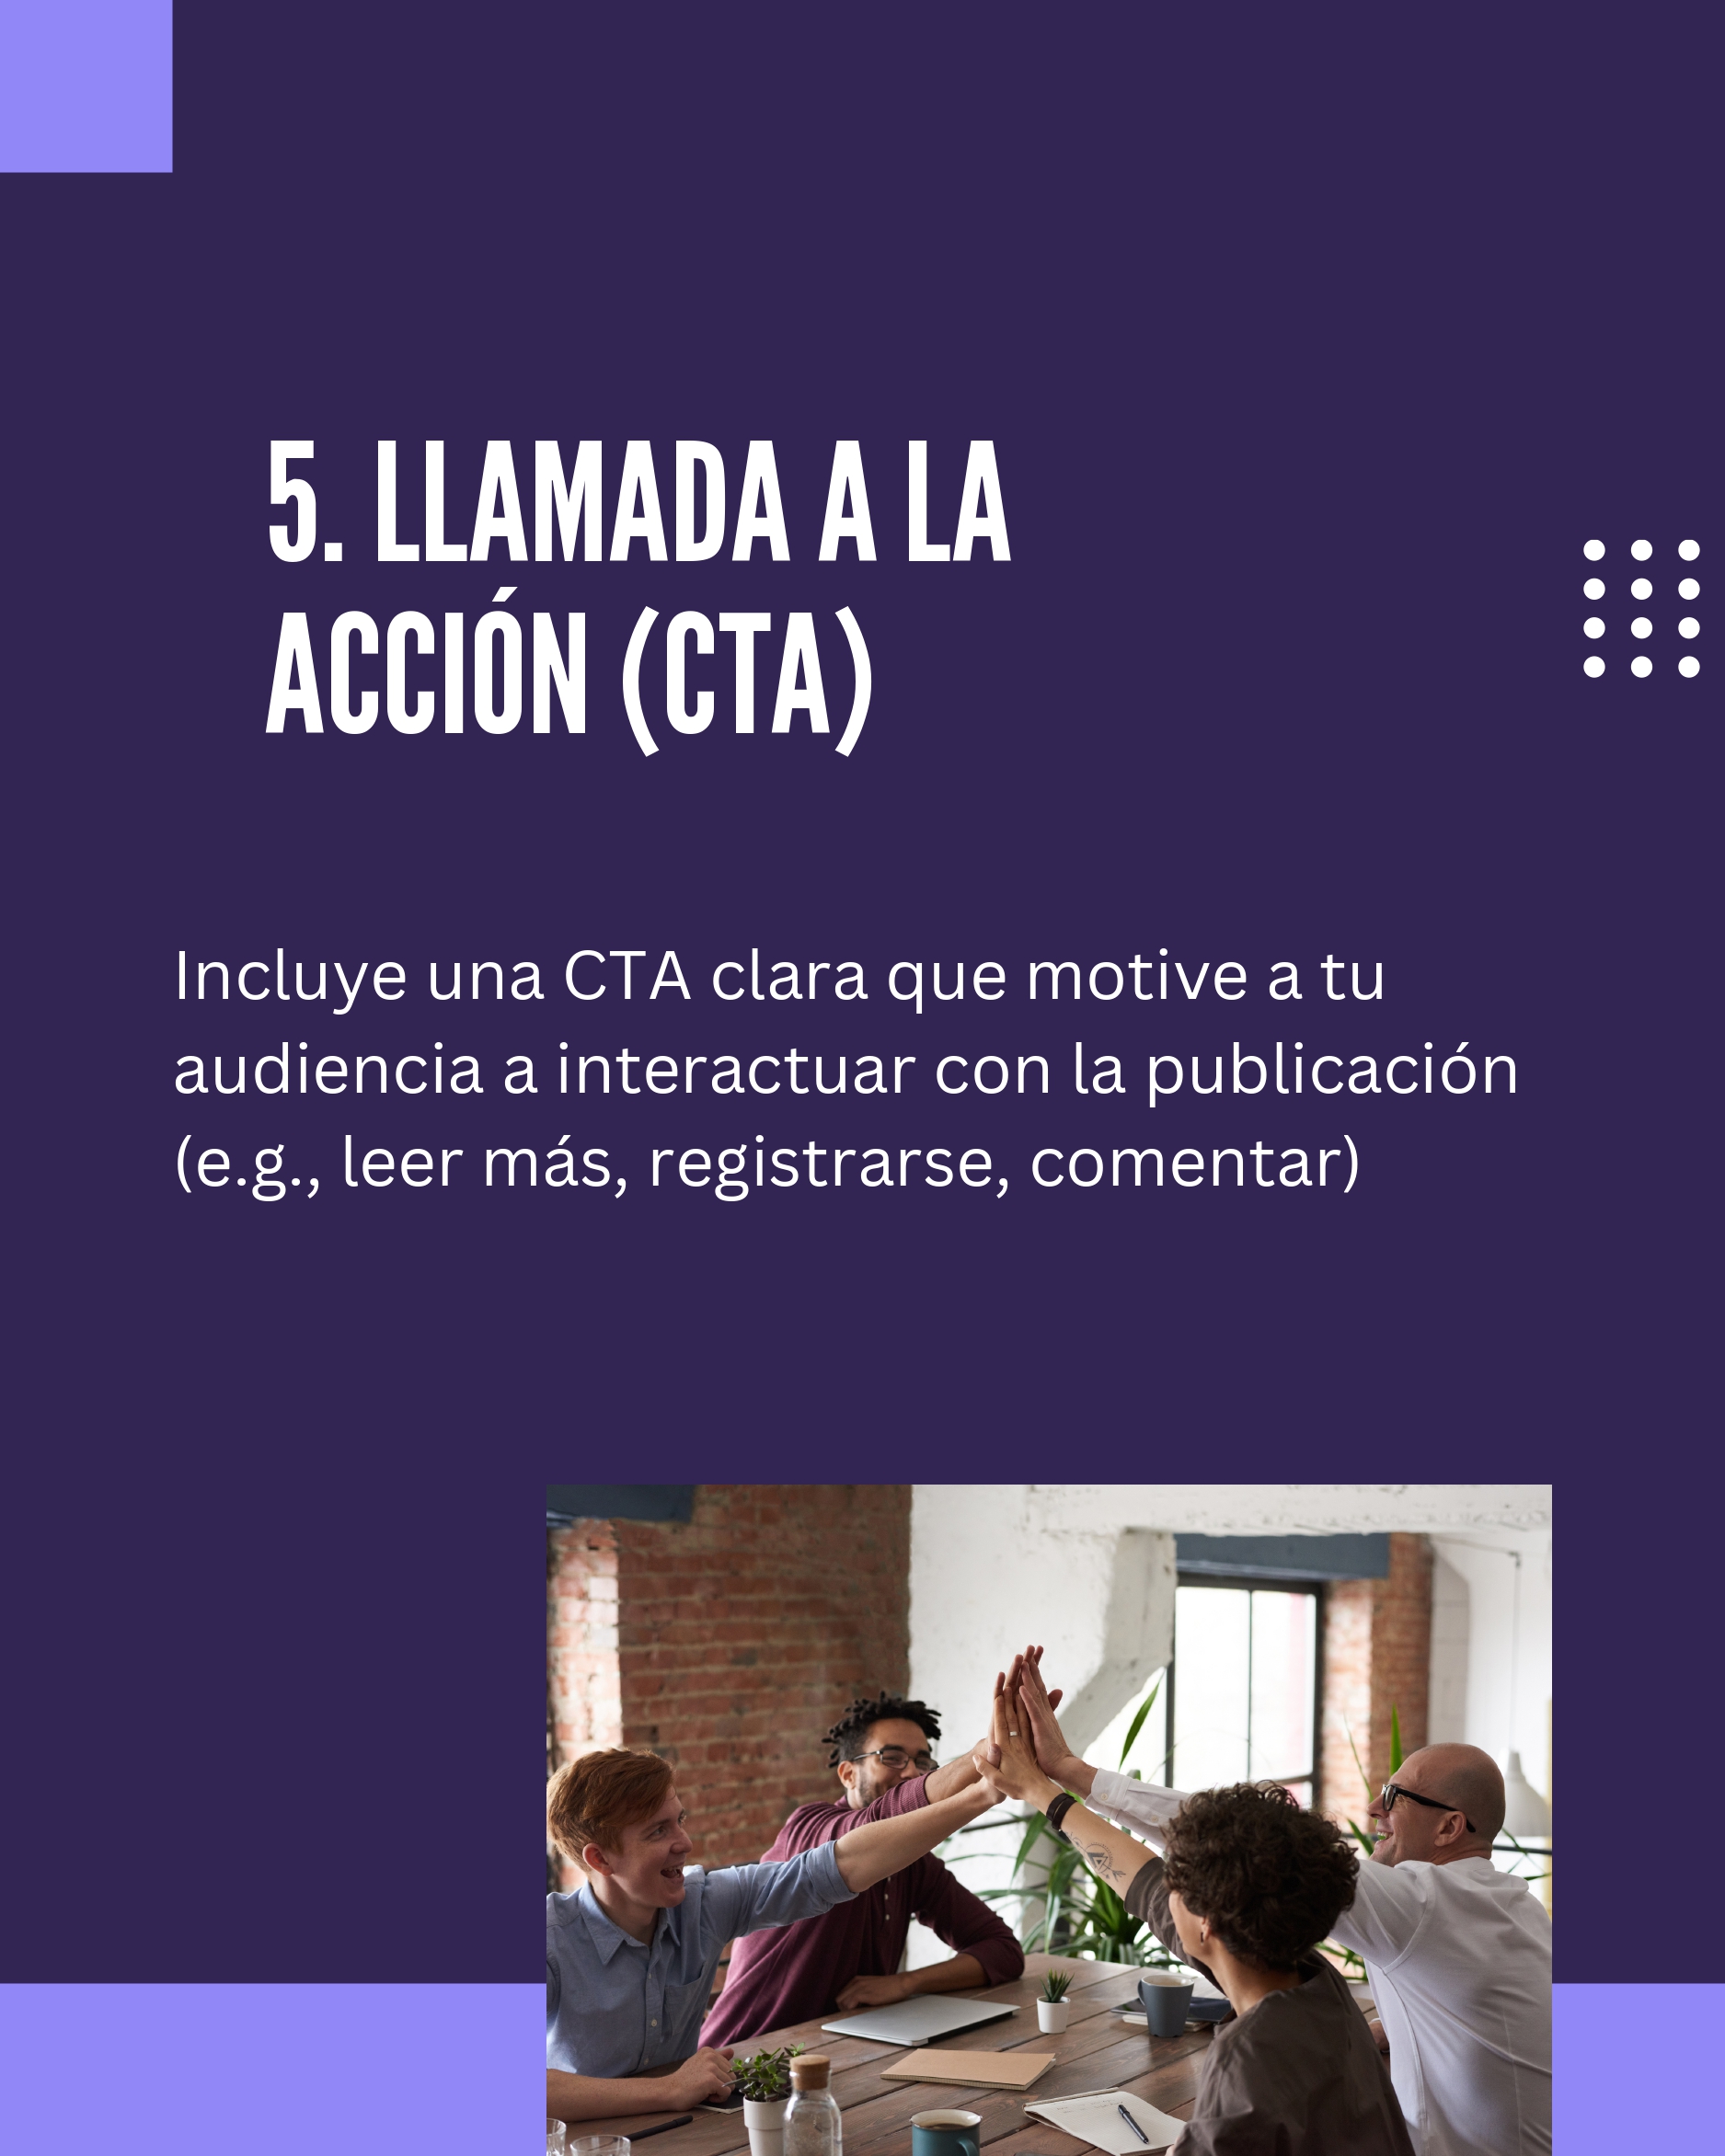 5. LLAMADA A LA
ACCIÓN (CTA)
Incluye una CTA clara que motive a tu
audiencia a interactuar con la publicación
(e.g., leer más, registrarse, comentar)